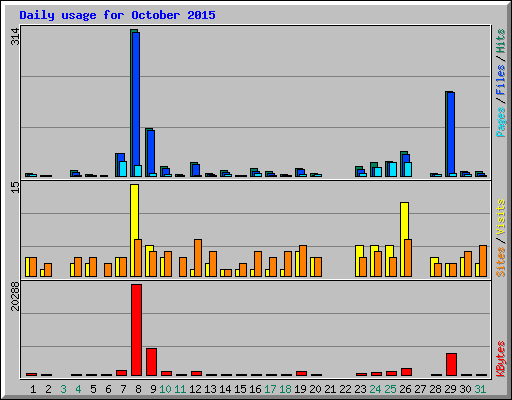 Daily usage for October 2015
314
Pages / Files / Hits
15
Sites / Visits
20288
KBytes
1 2 3 4 5 6 7 8 9 10 11 12 13 14 15 16 17 18 19 20 21 22 23 24 25 26 27 28 29 30 31